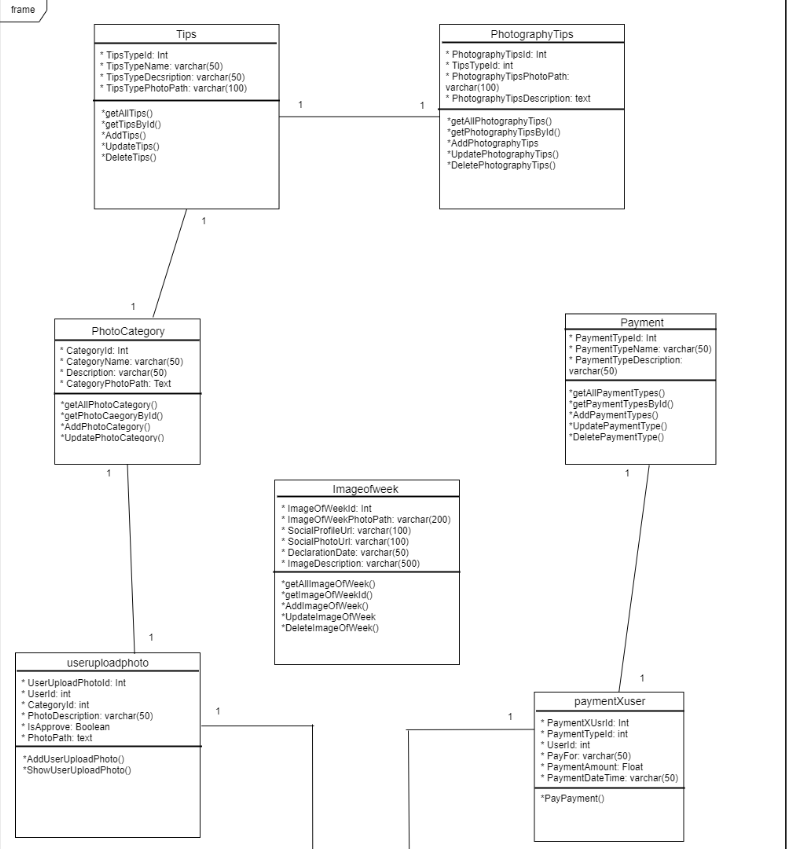 frame
Tips
* TipsTypeId: Int
* TipsTypeName: varchar(50)
* TipsTypeDecsription: varchar(50)
* TipsTypePhotoPath: varchar(100)
*getAllTips()
*getTipsById()
*AddTips()
*UpdateTips()
*DeleteTips()
1
1
PhotographyTips
* PhotographyTipsId: Int
* TipsTypeId: int
* PhotographyTipsPhotoPath:
varchar(100)
* PhotographyTipsDescription: text
*getAllPhotographyTips()
*getPhotographyTipsById()
*AddPhotographyTips
*UpdatePhotographyTips()
*DeletePhotographyTips()
1
1
PhotoCategory
* CategoryId: Int
* CategoryName: varchar(50)
* Description: varchar(50)
* CategoryPhotoPath: Text
*getAllPhotoCategory()
*getPhotoCaegoryById()
*AddPhotoCategory()
*UpdatePhotoCategory()
1
Payment
* PaymentTypeId: Int
* PaymentTypeName: varchar(50)
* PaymentTypeDescription:
varchar(50)
*getAllPaymentTypes()
*getPaymentTypesById()
*AddPaymentTypes()
*UpdatePaymentType()
*DeletePaymentType()
1
Imageofweek
* ImageOfWeekId: Int
* ImageOfWeekPhotoPath: varchar(200)
* SocialProfileUrl: varchar(100)
* SocialPhotoUrl: varchar(100)
* DeclarationDate: varchar(50)
* ImageDescription: varchar(500)
*getAllImageOfWeek()
*getImageOfWeekId()
*AddImageOfWeek()
*UpdateImageOfWeek
*DeleteImageOfWeek()
1
useruploadphoto
* UserUploadPhotoId: Int
* UserId: int
* CategoryId: int
* PhotoDescription: varchar(50)
* IsApprove: Boolean
* PhotoPath: text
*AddUserUploadPhoto()
*ShowUserUploadPhoto()
1
1
1
paymentXuser
* PaymentXUsrId: Int
* PaymentTypeId: int
* UserId: int
* PayFor: varchar(50)
* PaymentAmount: Float
* PaymentDateTime: varchar(50)
*PayPayment()